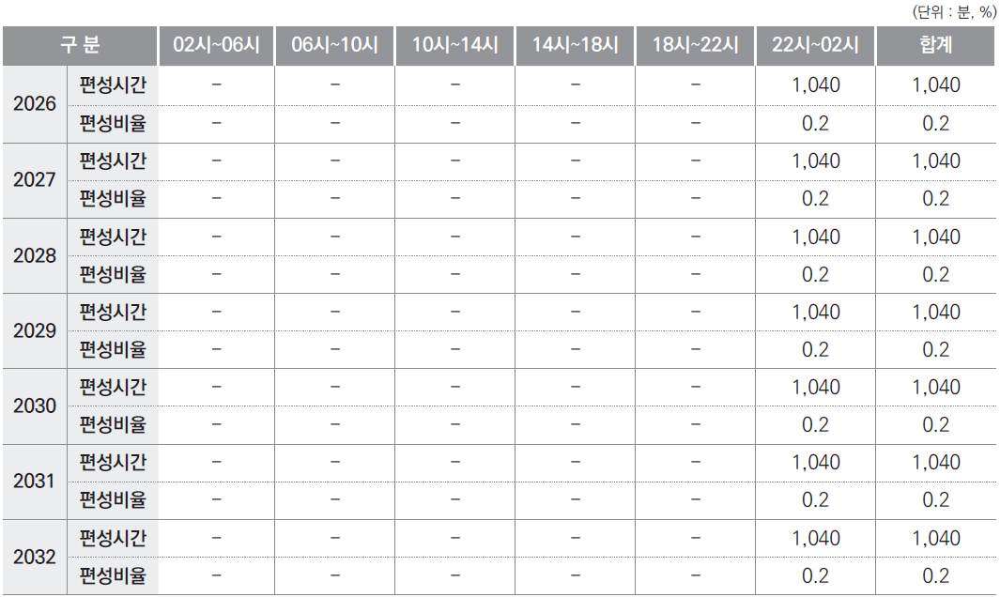 (단위 : 분, %)
구 분 02시~06시 06시~10시 10시~14시 14시~18시 18시~22시 22시~02시 합계
2026 편성시간 – – – – – 1,040 1,040
편성비율 – – – – – 0.2 0.2
2027 편성시간 – – – – – 1,040 1,040
편성비율 – – – – – 0.2 0.2
2028 편성시간 – – – – – 1,040 1,040
편성비율 – – – – – 0.2 0.2
2029 편성시간 – – – – – 1,040 1,040
편성비율 – – – – – 0.2 0.2
2030 편성시간 – – – – – 1,040 1,040
편성비율 – – – – – 0.2 0.2
2031 편성시간 – – – – – 1,040 1,040
편성비율 – – – – – 0.2 0.2
2032 편성시간 – – – – – 1,040 1,040
편성비율 – – – – – 0.2 0.2